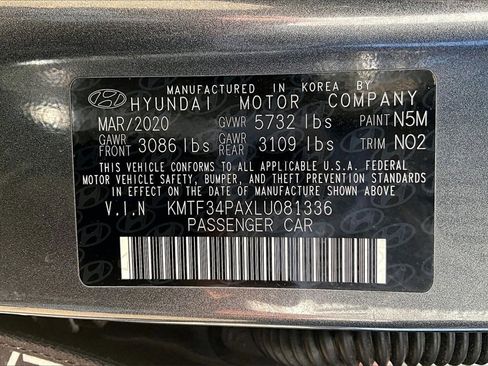 MANUFACTURED IN KOREA BY
HYUNDAI MOTOR COMPANY
MAR/2020 GVWR 5732 lbs PAINT N5M
GAWR FRONT 3086 lbs GAWR REAR 3109 lbs TRIM NO2
THIS VEHICLE CONFORMS TO ALL APPLICABLE U.S.A. FEDERAL
MOTOR VEHICLE SAFETY, BUMPER, AND THEFT PREVENTION STANDARDS
IN EFFECT ON THE DATE OF MANUFACTURE SHOWN ABOVE.
V.I.N KMTF34PAXLU081336
PASSENGER CAR